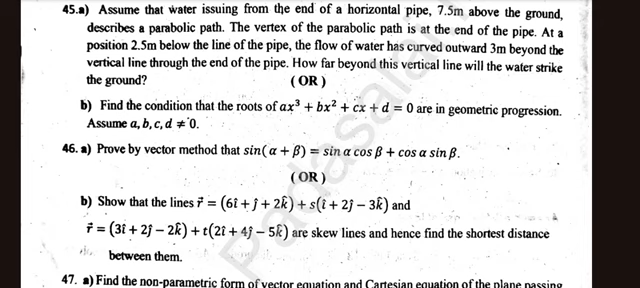 45.a) Assume that water issuing from the end of a horizontal pipe, 7.5m above the ground,
describes a parabolic path. The vertex of the parabolic path is at the end of the pipe. At a
position 2.5m below the line of the pipe, the flow of water has curved outward 3m beyond the
vertical line through the end of the pipe. How far beyond this vertical line will the water strike
the ground? (OR)
b) Find the condition that the roots of ax³ + bx² + cx + d = 0 are in geometric progression.
Assume a, b, c, d ≠ 0.
46. a) Prove by vector method that sin(α + β) = sin α cos β + cos α sin β.
(OR)
b) Show that the lines r⃗ = (6î + ĵ + 2k̂) + s(î + 2ĵ − 3k̂) and
r⃗ = (3î + 2ĵ − 2k̂) + t(2î + 4ĵ − 5k̂) are skew lines and hence find the shortest distance
between them.
47. a) Find the non-parametric form of vector equation and Cartesian equation of the plane passing